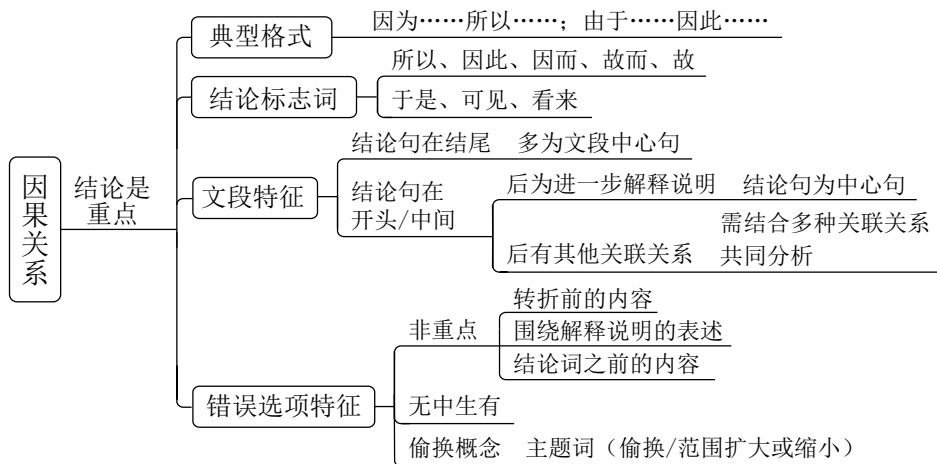 因果关系
结论是
重点
典型格式
因为……所以……；由于……因此……
结论标志词
所以、因此、因而、故而、故
于是、可见、看来
文段特征
结论句在结尾 多为文段中心句
结论句在
开头/中间
后为进一步解释说明 结论句为中心句
后有其他关联关系
需结合多种关联关系
共同分析
错误选项特征
非重点
转折前的内容
围绕解释说明的表述
结论词之前的内容
无中生有
偷换概念 主题词（偷换/范围扩大或缩小）